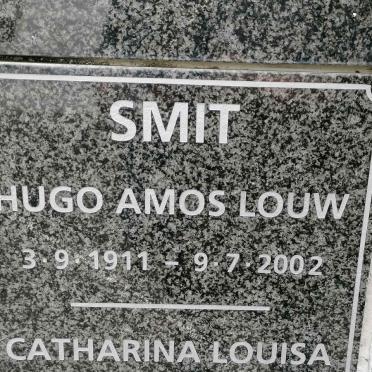 SMIT
HUGO AMOS LOUW
3·9·1911 – 9·7·2002
CATHARINA LOUISA